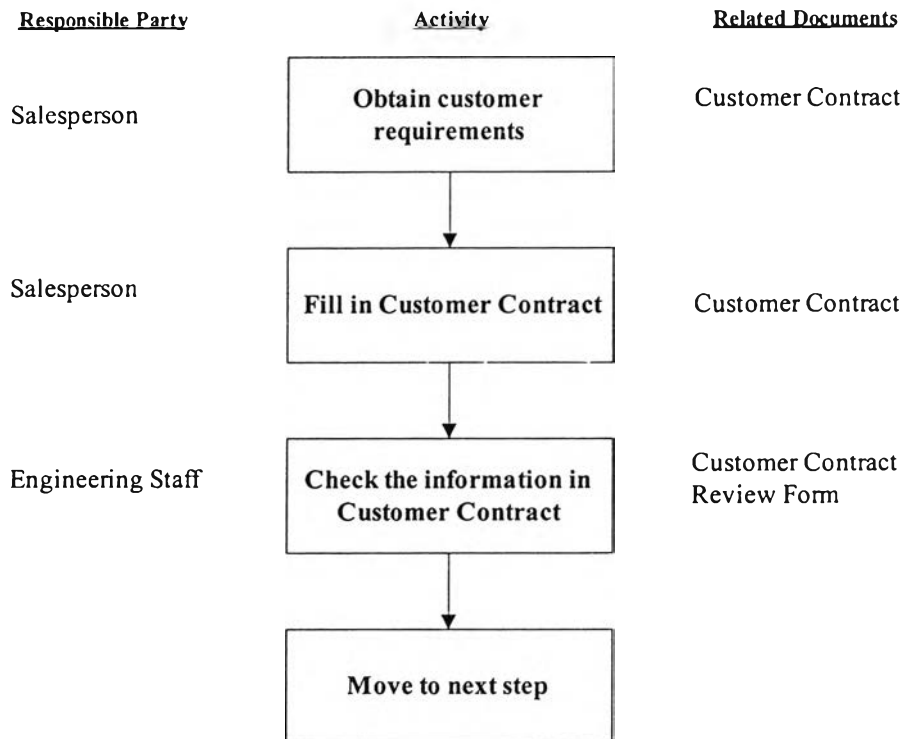 Responsible Party Activity Related Documents
Salesperson
Obtain customer
requirements
Customer Contract
Salesperson
Fill in Customer Contract
Customer Contract
Engineering Staff
Check the information in
Customer Contract
Customer Contract
Review Form
Move to next step